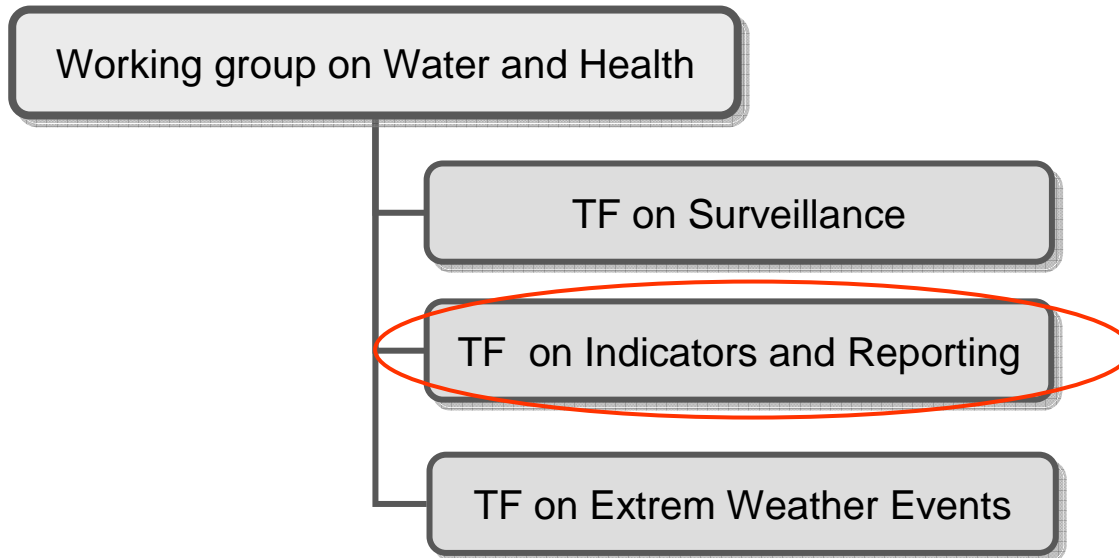 Working group on Water and Health
TF on Surveillance
TF on Indicators and Reporting
TF on Extrem Weather Events